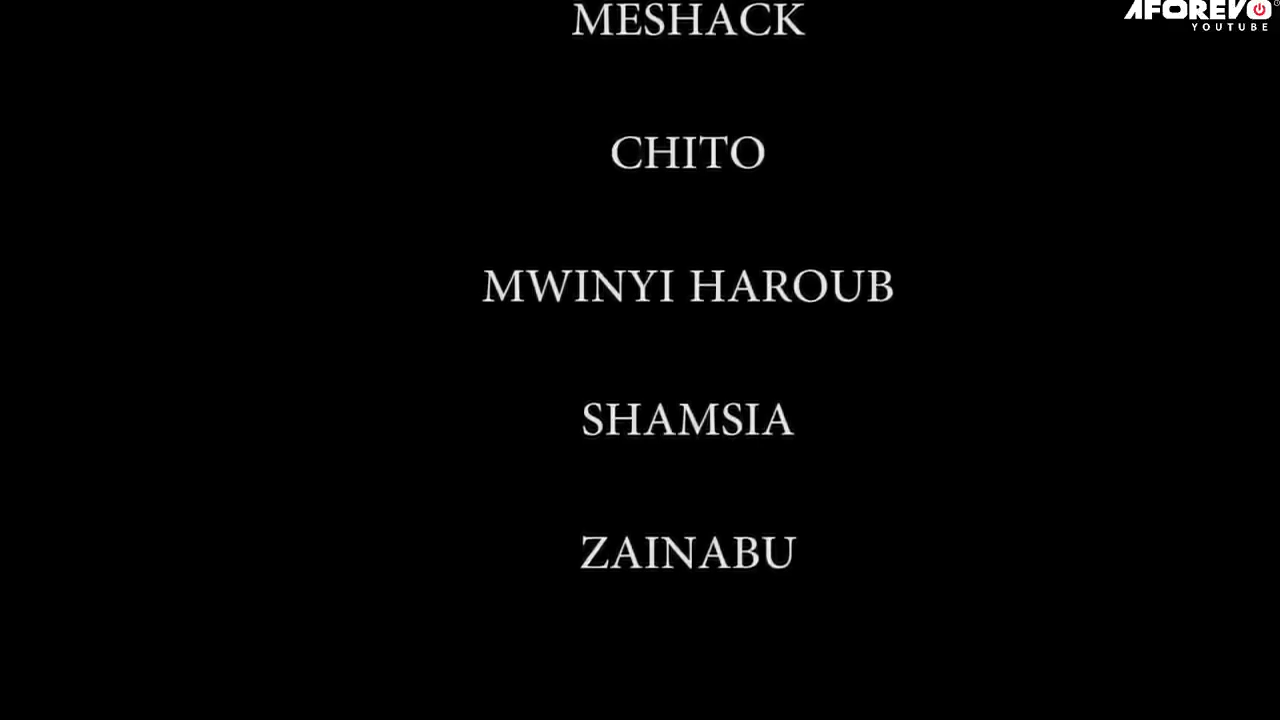 MESHACK
AFOREVO
YOUTUBE
CHITO
MWINYI HAROUB
SHAMSIA
ZAINABU